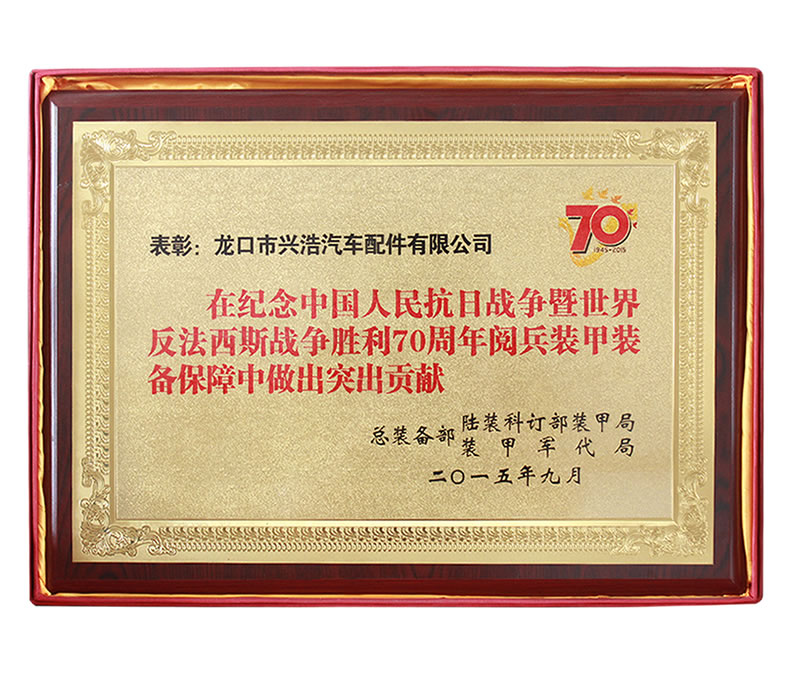 70
1945-2015
表彰：龙口市兴浩汽车配件有限公司
在纪念中国人民抗日战争暨世界
反法西斯战争胜利70周年阅兵装甲装
备保障中做出突出贡献
总装备部 陆装科订部装甲局
装甲军代局
二〇一五年九月